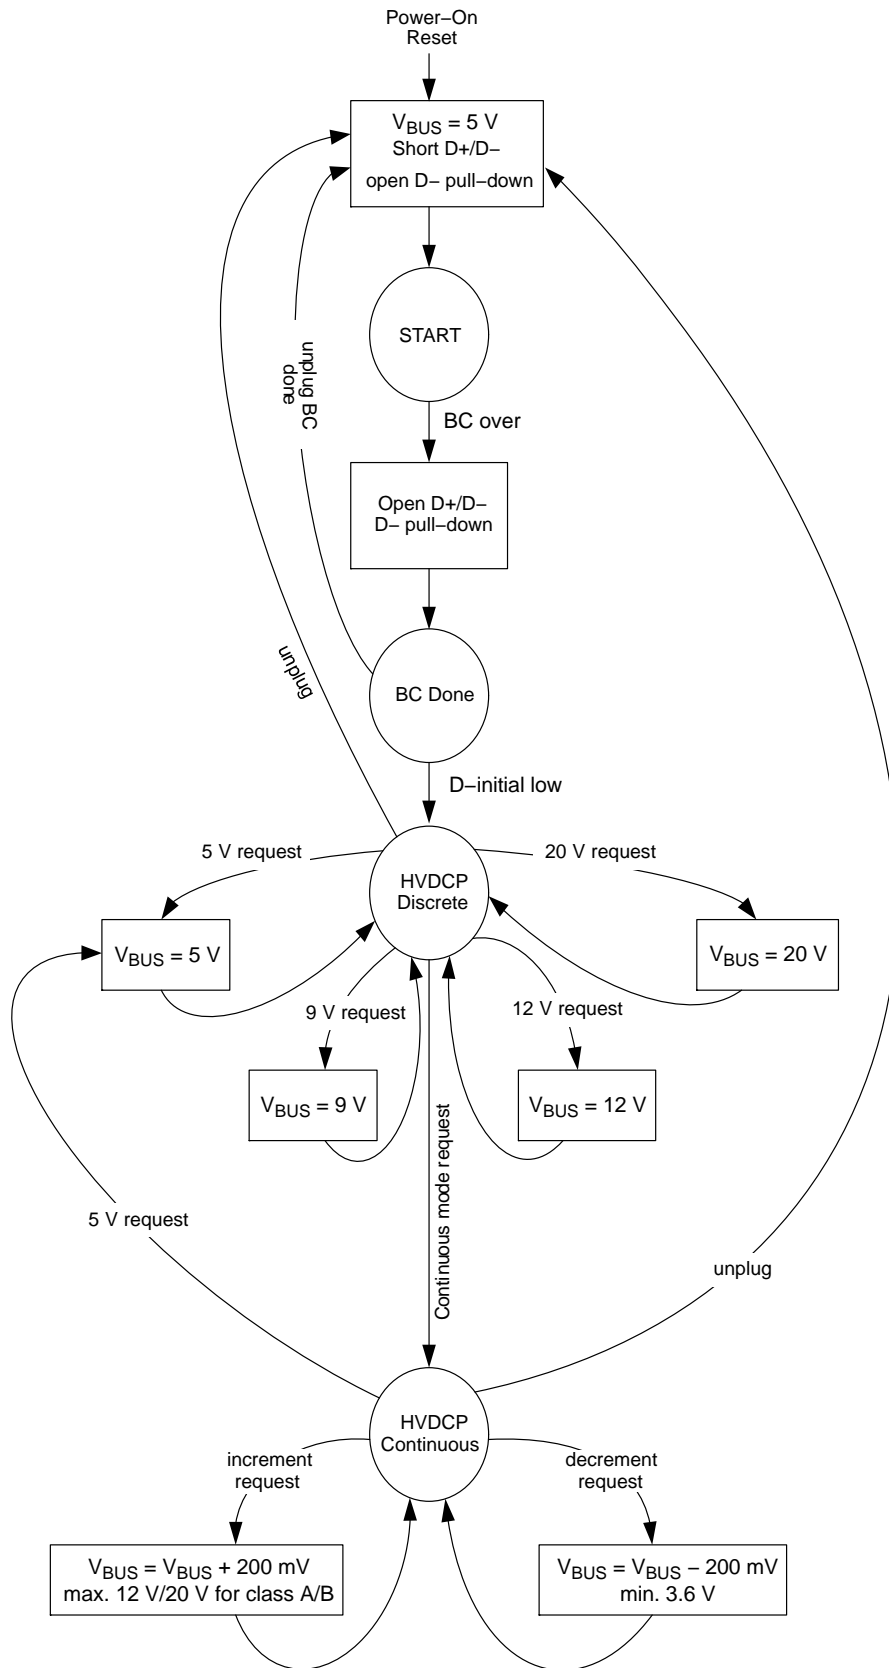 Power–On
Reset
VBUS = 5 V
Short D+/D–
open D– pull–down
START
BC over
unplug BC
done
Open D+/D–
D– pull–down
unplug
BC Done
D–initial low
5 V request
20 V request
HVDCP
Discrete
VBUS = 5 V
VBUS = 20 V
9 V request
12 V request
VBUS = 9 V
VBUS = 12 V
Continuous mode request
5 V request
unplug
HVDCP
Continuous
increment
request
decrement
request
VBUS = VBUS + 200 mV
max. 12 V/20 V for class A/B
VBUS = VBUS – 200 mV
min. 3.6 V